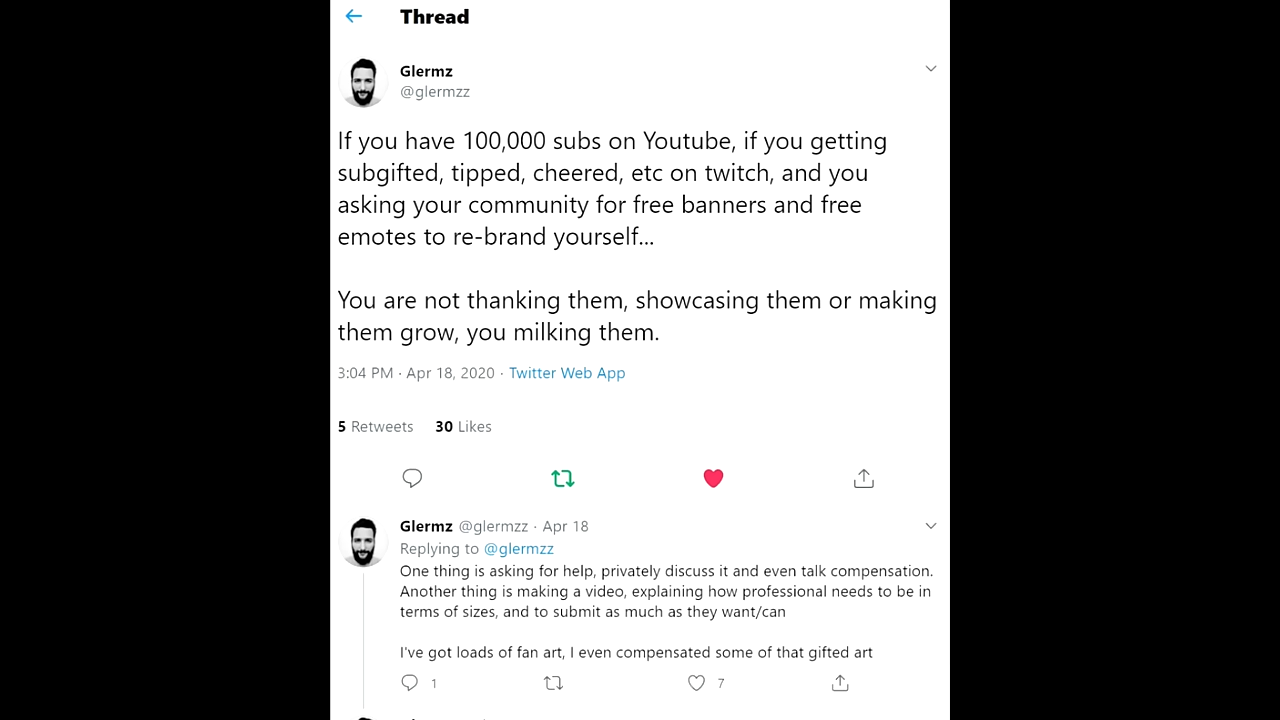 Thread
Glermz
@glermzz
If you have 100,000 subs on Youtube, if you getting
subgifted, tipped, cheered, etc on twitch, and you
asking your community for free banners and free
emotes to re-brand yourself...
You are not thanking them, showcasing them or making
them grow, you milking them.
3:04 PM · Apr 18, 2020 · Twitter Web App
5 Retweets 30 Likes
Glermz @glermzz · Apr 18
Replying to @glermzz
One thing is asking for help, privately discuss it and even talk compensation.
Another thing is making a video, explaining how professional needs to be in
terms of sizes, and to submit as much as they want/can
I've got loads of fan art, I even compensated some of that gifted art
1 7